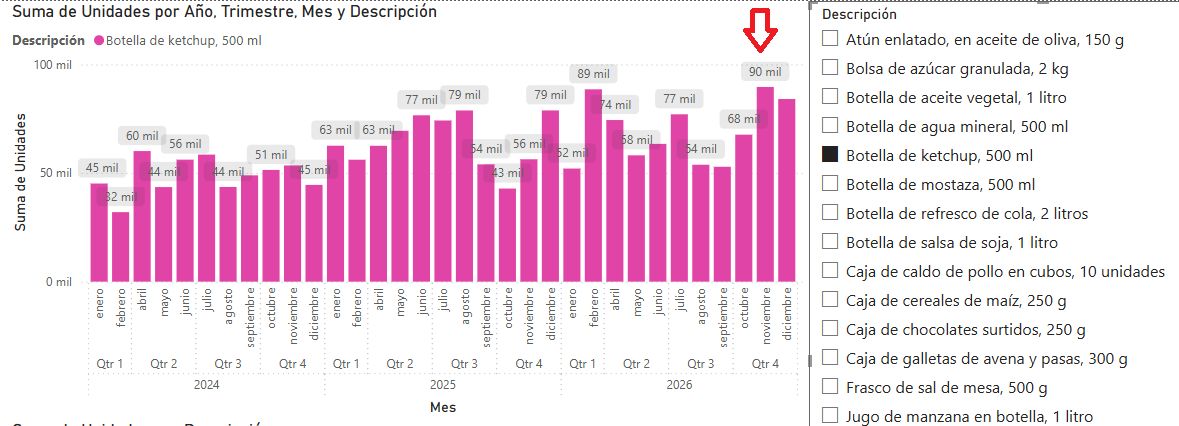 Suma de Unidades por Año, Trimestre, Mes y Descripción
Descripción Botella de ketchup, 500 ml
Suma de Unidades
100 mil
50 mil
0 mil
45 mil
32 mil
60 mil
44 mil
56 mil
44 mil
51 mil
45 mil
63 mil
63 mil
77 mil
79 mil
54 mil
43 mil
56 mil
79 mil
52 mil
89 mil
74 mil
58 mil
77 mil
54 mil
68 mil
90 mil
enero
febrero
abril
mayo
junio
julio
agosto
septiembre
octubre
noviembre
diciembre
enero
febrero
abril
mayo
junio
julio
agosto
septiembre
octubre
noviembre
diciembre
enero
febrero
abril
mayo
junio
julio
agosto
septiembre
octubre
noviembre
diciembre
Qtr 1 Qtr 2 Qtr 3 Qtr 4 Qtr 1 Qtr 2 Qtr 3 Qtr 4 Qtr 1 Qtr 2 Qtr 3 Qtr 4
2024 2025 2026
Mes
Descripción
Atún enlatado, en aceite de oliva, 150 g
Bolsa de azúcar granulada, 2 kg
Botella de aceite vegetal, 1 litro
Botella de agua mineral, 500 ml
Botella de ketchup, 500 ml
Botella de mostaza, 500 ml
Botella de refresco de cola, 2 litros
Botella de salsa de soja, 1 litro
Caja de caldo de pollo en cubos, 10 unidades
Caja de cereales de maíz, 250 g
Caja de chocolates surtidos, 250 g
Caja de galletas de avena y pasas, 300 g
Frasco de sal de mesa, 500 g
Jugo de manzana en botella, 1 litro